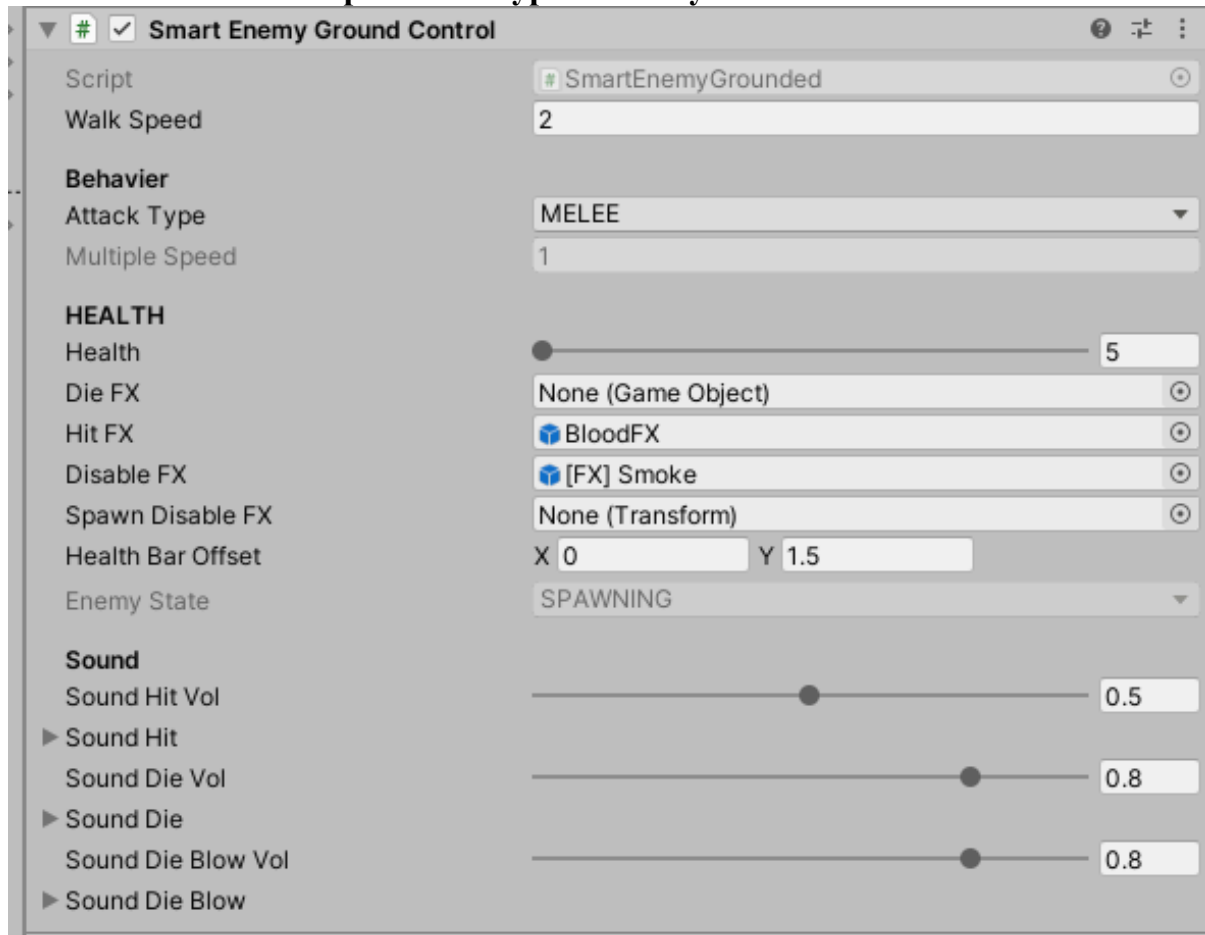 Smart Enemy Ground Control
Script # SmartEnemyGrounded
Walk Speed 2
Behavier
Attack Type MELEE
Multiple Speed 1
HEALTH
Health 5
Die FX None (Game Object)
Hit FX BloodFX
Disable FX [FX] Smoke
Spawn Disable FX None (Transform)
Health Bar Offset X 0 Y 1.5
Enemy State SPAWNING
Sound
Sound Hit Vol 0.5
Sound Hit
Sound Die Vol 0.8
Sound Die
Sound Die Blow Vol 0.8
Sound Die Blow